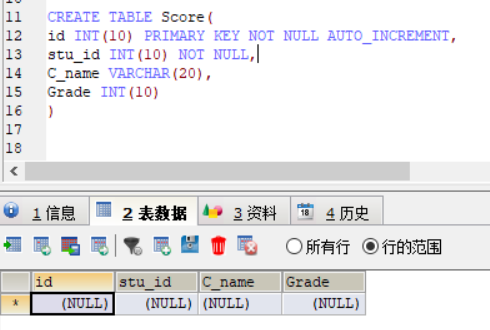 11 CREATE TABLE Score(
12 id INT(10) PRIMARY KEY NOT NULL AUTO_INCREMENT,
13 stu_id INT(10) NOT NULL,
14 C_name VARCHAR(20),
15 Grade INT(10)
16 )
17
18
1 信息 2 表数据 3 资料 18 4 历史
所有行 行的范围
id stu_id C_name Grade
* (NULL) (NULL) (NULL) (NULL)